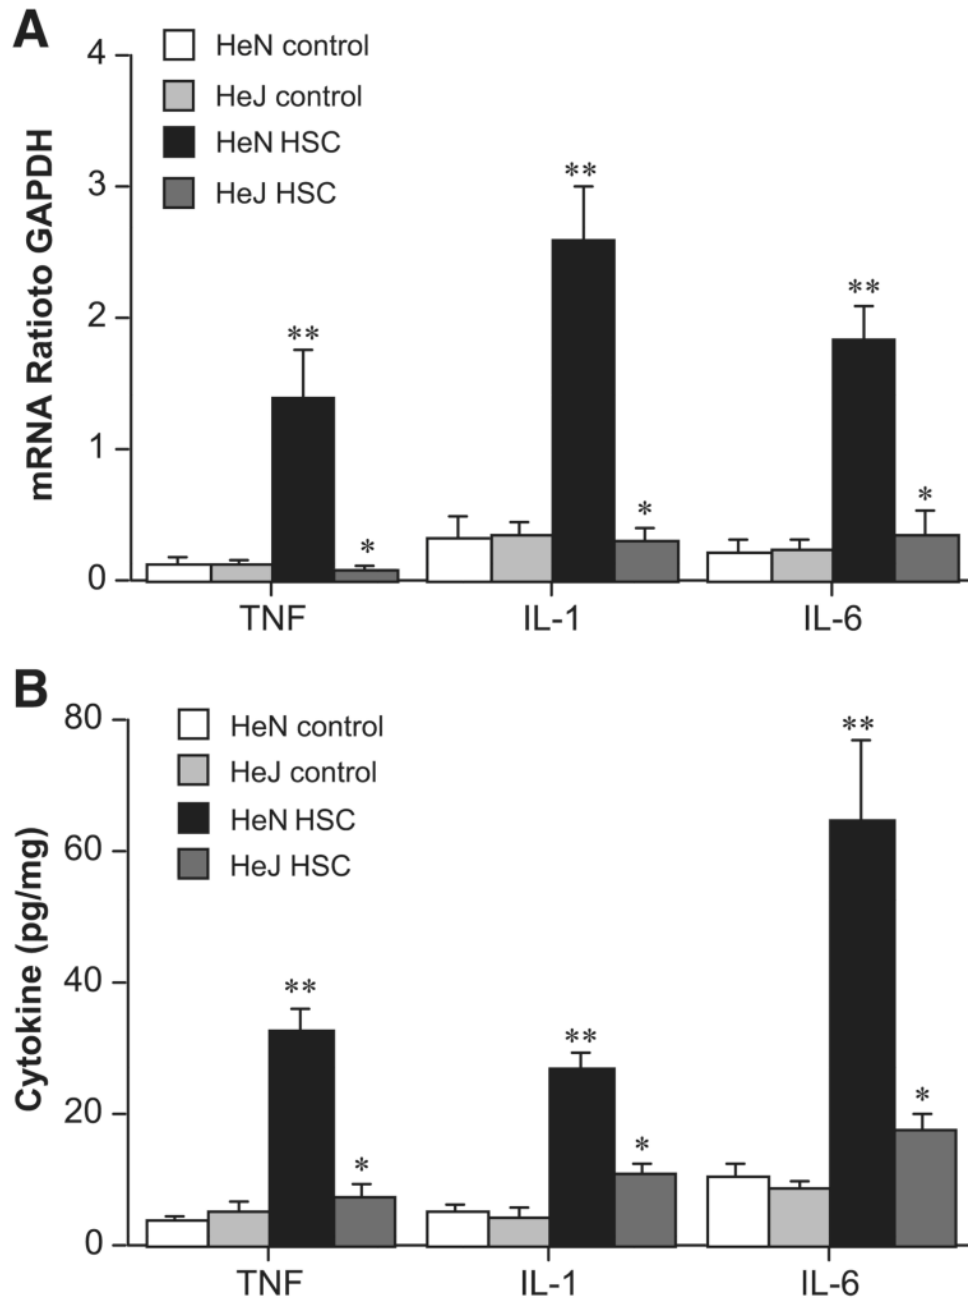 A
4
3
2
1
0
mRNA Ratioto GAPDH
HeN control
HeJ control
HeN HSC
HeJ HSC
** * ** * ** *
TNF IL-1 IL-6
B
80
60
40
20
0
Cytokine (pg/mg)
HeN control
HeJ control
HeN HSC
HeJ HSC
** * ** * ** *
TNF IL-1 IL-6